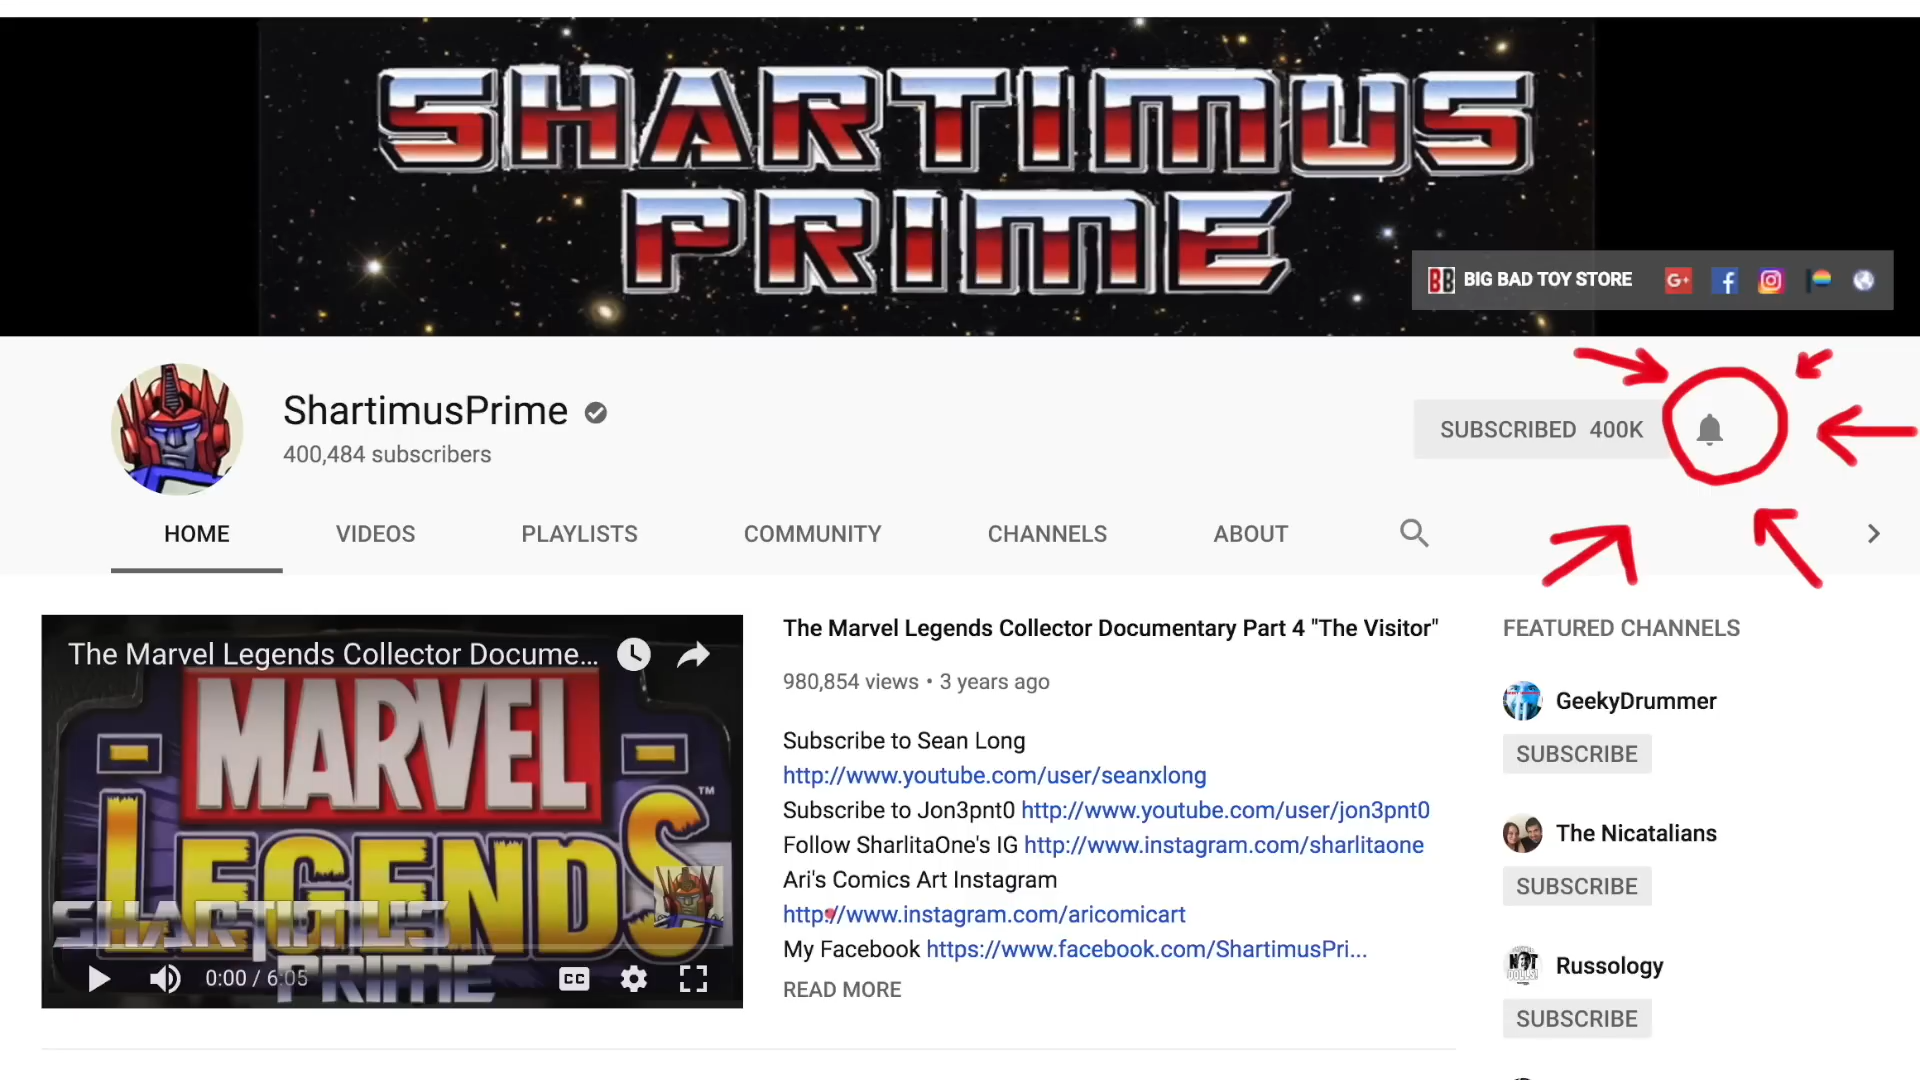 SHARTIMUS
PRIME
BB BIG BAD TOY STORE G+ f
ShartimusPrime
400,484 subscribers
SUBSCRIBED 400K
HOME VIDEOS PLAYLISTS COMMUNITY CHANNELS ABOUT
The Marvel Legends Collector Docume...
MARVEL
LEGENDS
TM
SHARTIMUS
PRIME
0:00 / 6:05
CC
The Marvel Legends Collector Documentary Part 4 "The Visitor"
980,854 views • 3 years ago
Subscribe to Sean Long
http://www.youtube.com/user/seanxlong
Subscribe to Jon3pnt0 http://www.youtube.com/user/jon3pnt0
Follow SharlitaOne's IG http://www.instagram.com/sharlitaone
Ari's Comics Art Instagram
http://www.instagram.com/aricomicart
My Facebook https://www.facebook.com/ShartimusPri...
READ MORE
FEATURED CHANNELS
GeekyDrummer
SUBSCRIBE
The Nicatalians
SUBSCRIBE
Russology
SUBSCRIBE